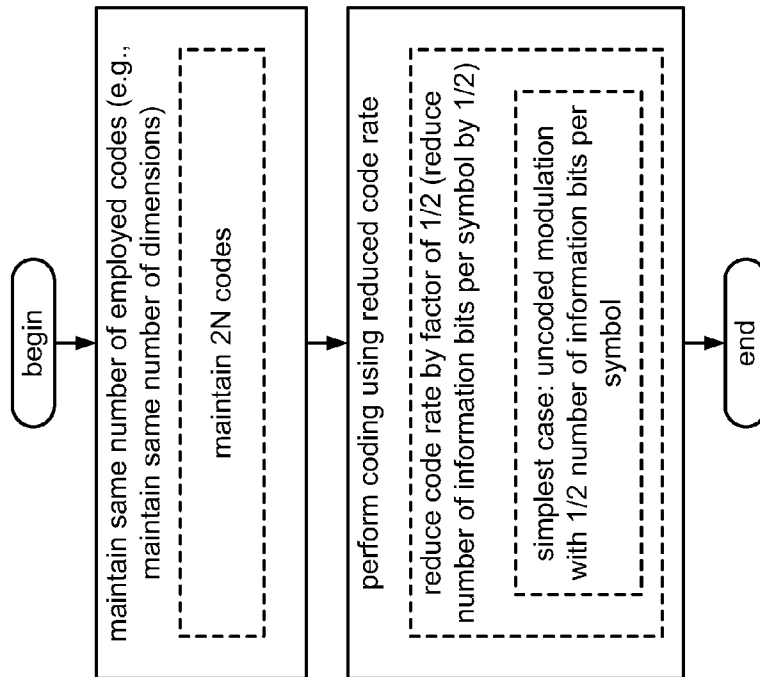 begin
maintain same number of employed codes (e.g.,
maintain same number of dimensions)
maintain 2N codes
perform coding using reduced code rate
reduce code rate by factor of 1/2 (reduce
number of information bits per symbol by 1/2)
simplest case: uncoded modulation
with 1/2 number of information bits per
symbol
end